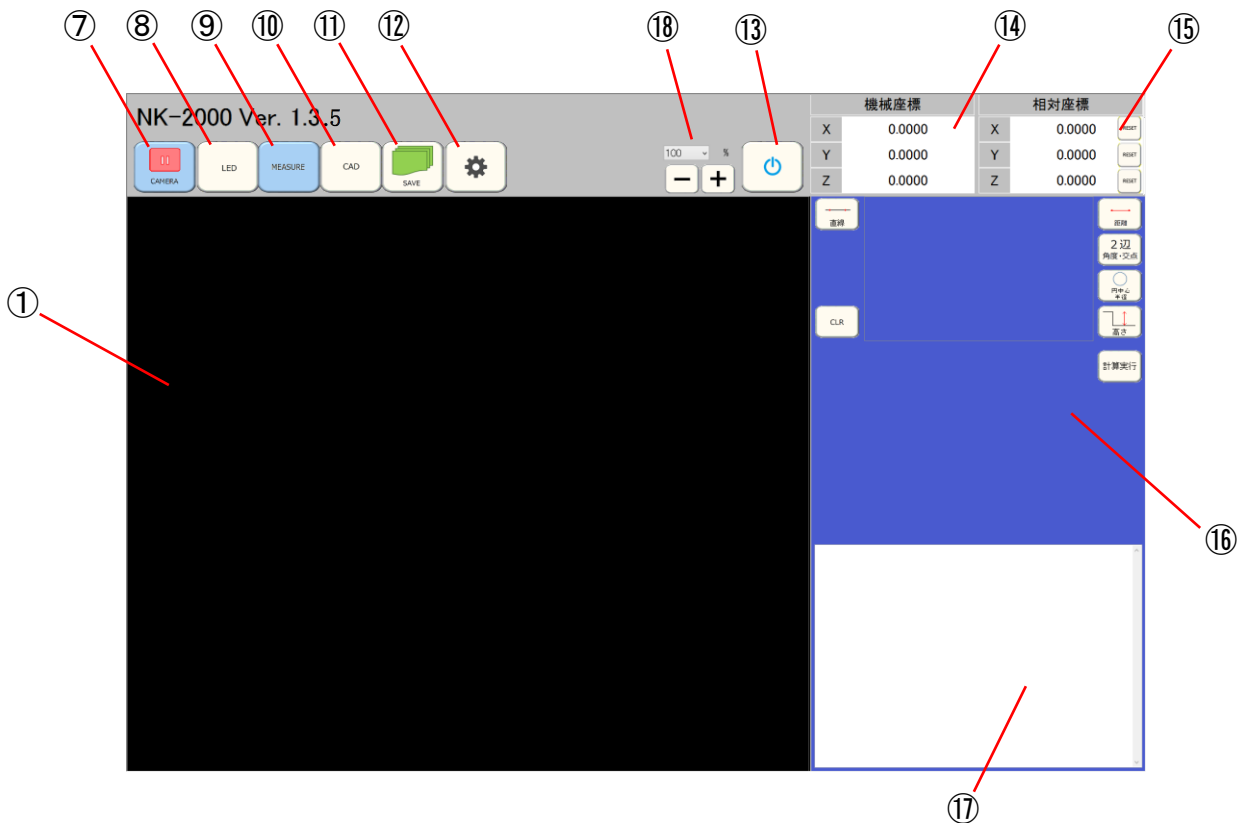 ⑦ ⑧ ⑨ ⑩ ⑪ ⑫ ⑱ ⑬ ⑭ ⑮
NK-2000 Ver. 1.3.5
機械座標 相対座標
X 0.0000 X 0.0000 RESET
Y 0.0000 Y 0.0000 RESET
Z 0.0000 Z 0.0000 RESET
CAMERA LED MEASURE CAD SAVE
100 %
− +
直線 距離
2辺
角度・交点
円中心
半径
CLR 高さ
計算実行
①
⑯
⑰